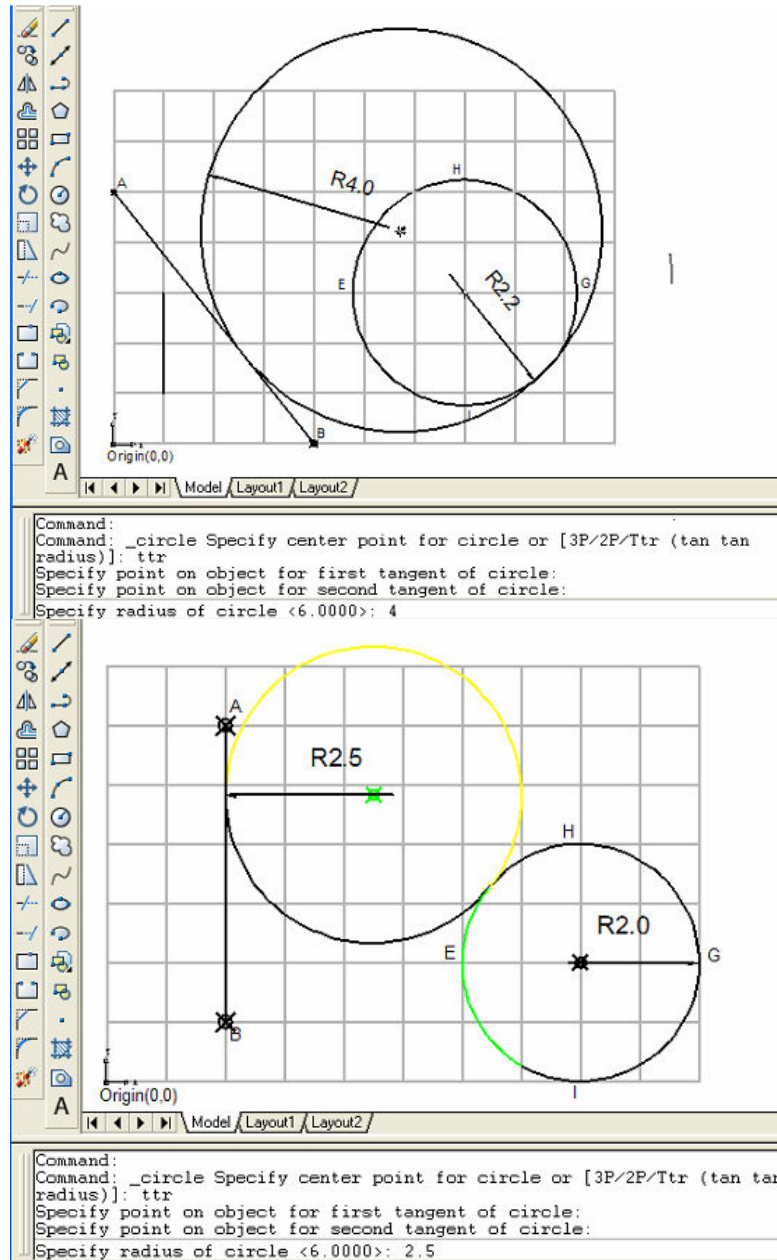 H
A
R4.0
E
G
R2.2
I
B
Origin(0,0)
A
Model Layout1 Layout2
Command:
Command: _circle Specify center point for circle or [3P/2P/Ttr (tan tan
radius)]: ttr
Specify point on object for first tangent of circle:
Specify point on object for second tangent of circle:
Specify radius of circle <6.0000>: 4
A
R2.5
H
R2.0
E
G
B
I
Origin(0,0)
A
Model Layout1 Layout2
Command:
Command: _circle Specify center point for circle or [3P/2P/Ttr (tan tan
radius)]: ttr
Specify point on object for first tangent of circle:
Specify point on object for second tangent of circle:
Specify radius of circle <6.0000>: 2.5